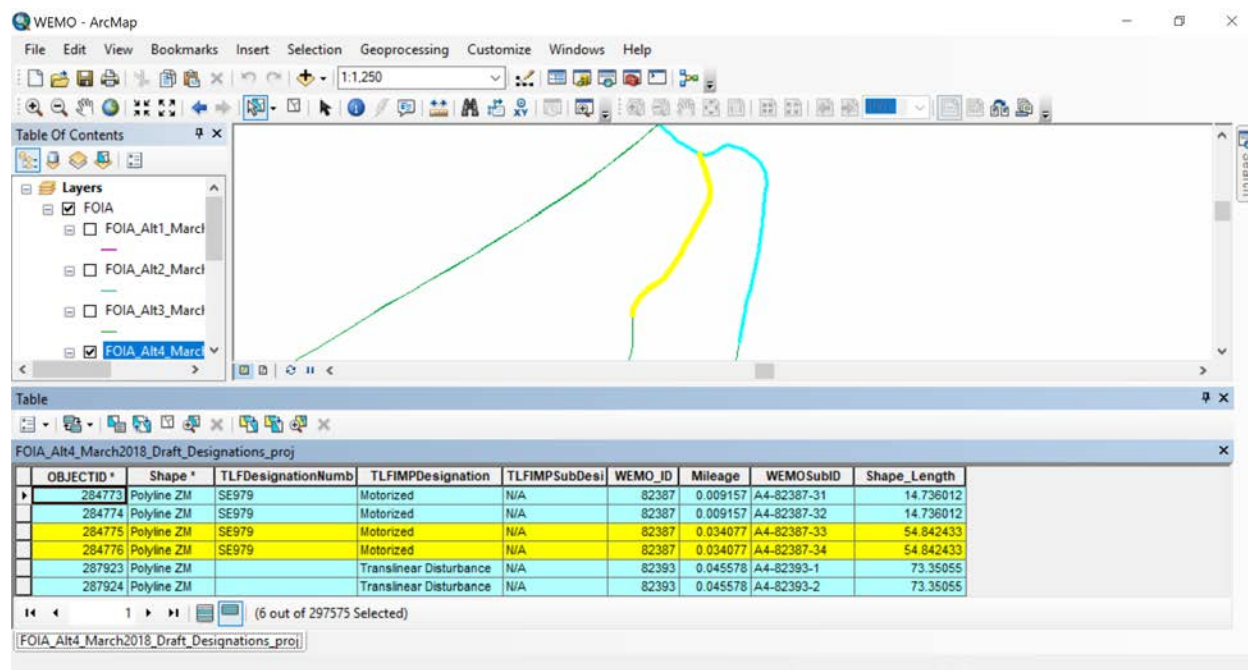 WEMO - ArcMap
File Edit View Bookmarks Insert Selection Geoprocessing Customize Windows Help
1:1,250
Table Of Contents
Layers
FOIA
FOIA_Alt1_March
FOIA_Alt2_March
FOIA_Alt3_March
FOIA_Alt4_March
Search
Table
FOIA_Alt4_March2018_Draft_Designations_proj
OBJECTID * Shape * TLFDesignationNumb TLFIMPDesignation TLFIMPSubDesi WEMO_ID Mileage WEMOSubID Shape_Length
284773 Polyline ZM SE979 Motorized N/A 82387 0.009157 A4-82387-31 14.736012
284774 Polyline ZM SE979 Motorized N/A 82387 0.009157 A4-82387-32 14.736012
284775 Polyline ZM SE979 Motorized N/A 82387 0.034077 A4-82387-33 54.842433
284776 Polyline ZM SE979 Motorized N/A 82387 0.034077 A4-82387-34 54.842433
287923 Polyline ZM Translinear Disturbance N/A 82393 0.045578 A4-82393-1 73.35055
287924 Polyline ZM Translinear Disturbance N/A 82393 0.045578 A4-82393-2 73.35055
1 (6 out of 297575 Selected)
FOIA_Alt4_March2018_Draft_Designations_proj